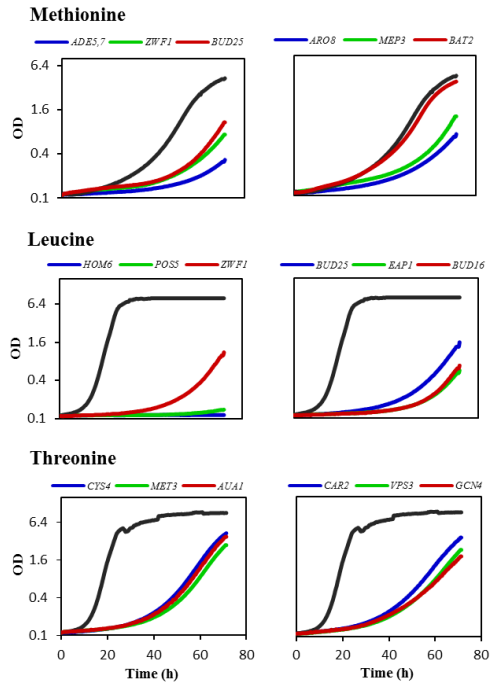 Methionine
ADE5,7 ZWF1 BUD25
ARO8 MEP3 BAT2
6.4
1.6
0.4
0.1
OD
Leucine
HOM6 POS5 ZWF1
BUD25 EAP1 BUD16
6.4
1.6
0.4
0.1
OD
Threonine
CYS4 MET3 AUA1
CAR2 VPS3 GCN4
6.4
1.6
0.4
0.1
OD
0 20 40 60 80
0 20 40 60 80
Time (h)
Time (h)